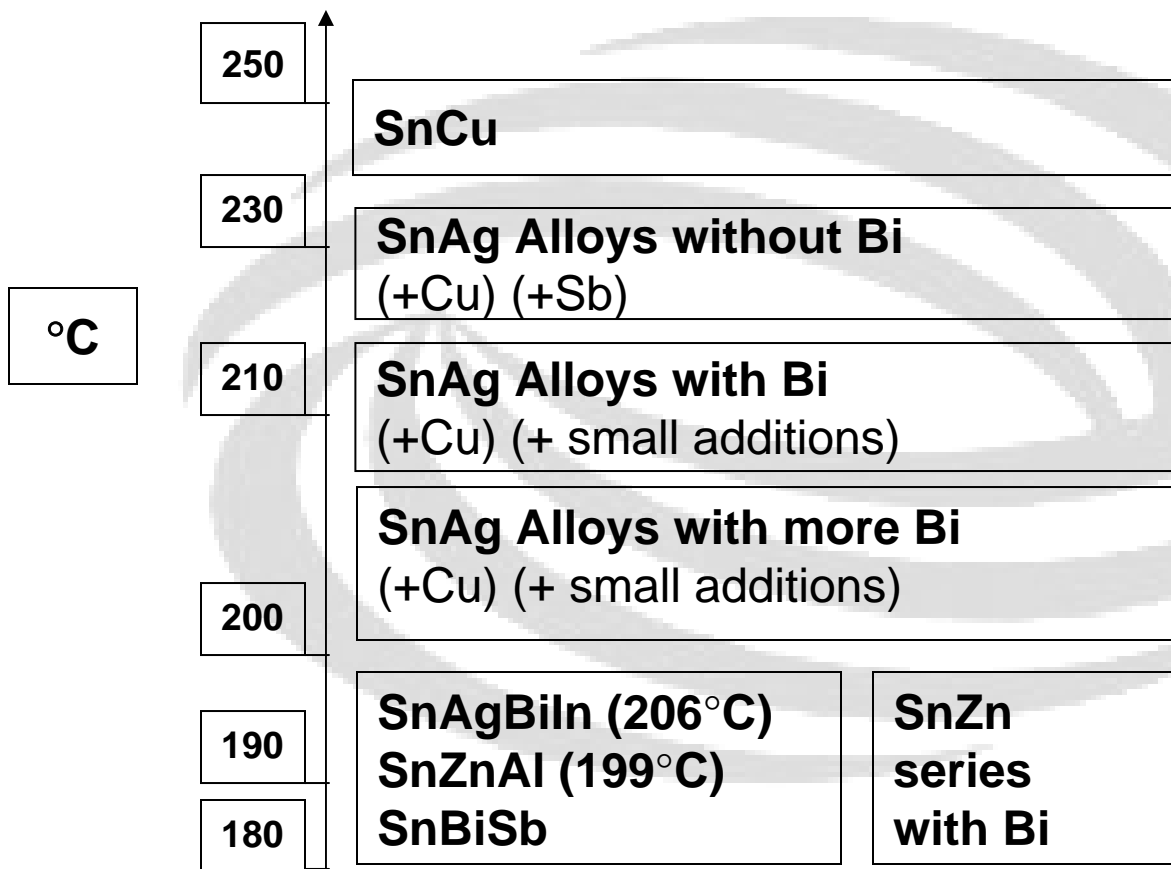 250
SnCu
230
SnAg Alloys without Bi
(+Cu) (+Sb)
°C
210
SnAg Alloys with Bi
(+Cu) (+ small additions)
SnAg Alloys with more Bi
(+Cu) (+ small additions)
200
190
180
SnAgBiIn (206°C)
SnZnAl (199°C)
SnBiSb
SnZn
series
with Bi